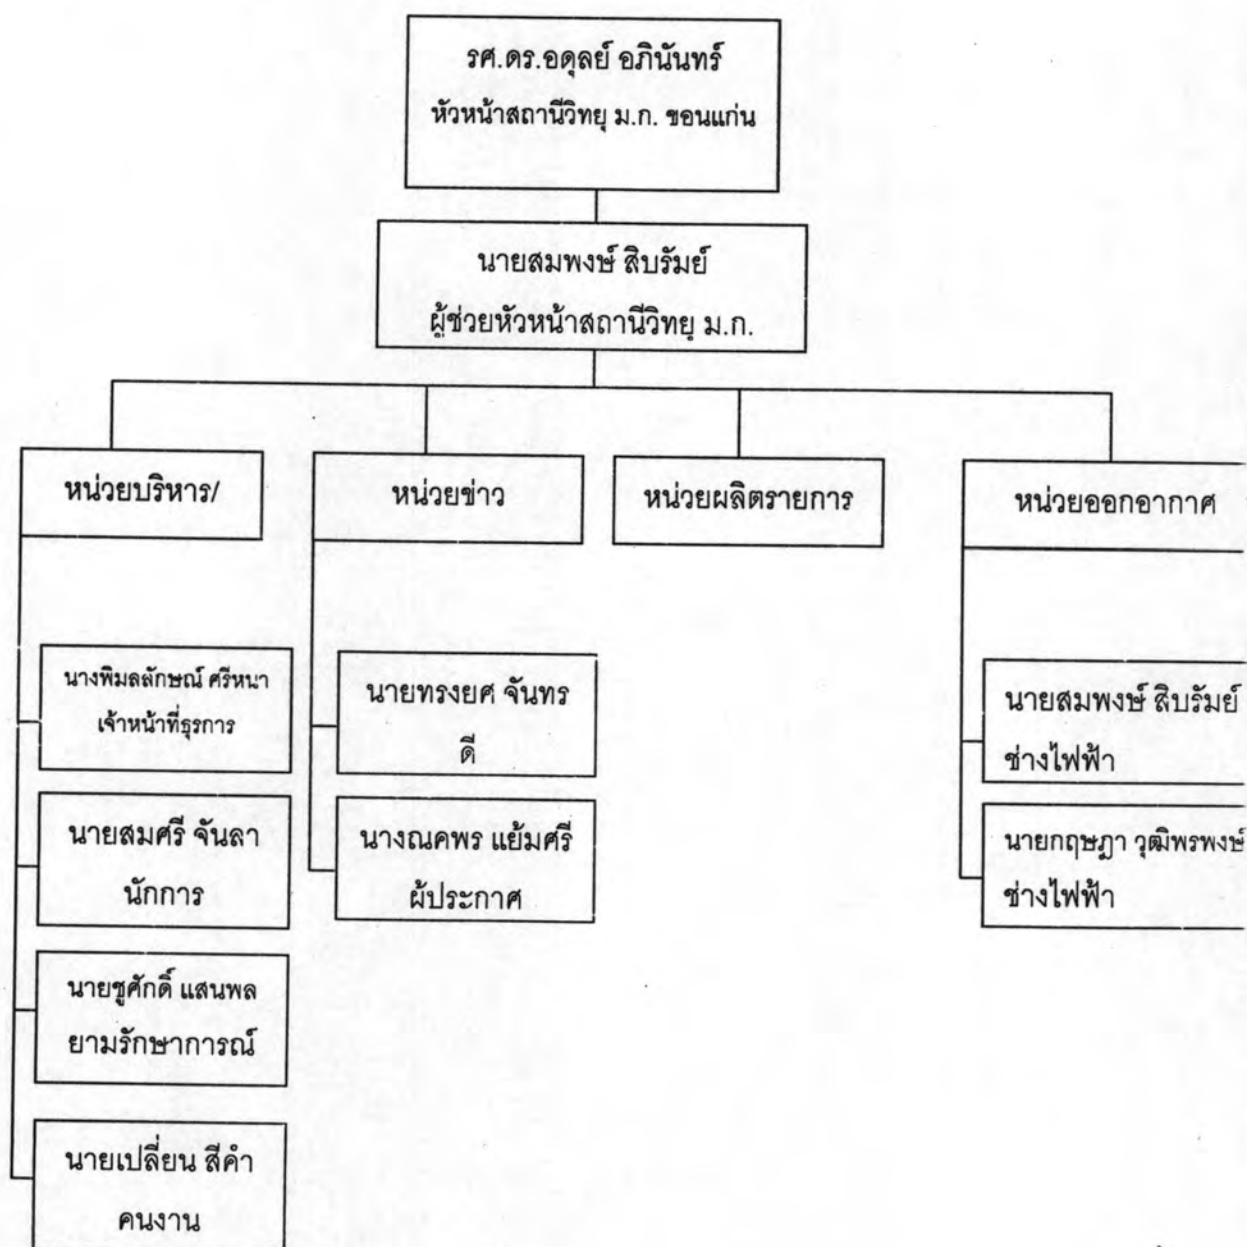 รศ.ดร.อดุลย์ อภินันทร์
หัวหน้าสถานีวิทยุ ม.ก. ขอนแก่น
นายสมพงษ์ สิบรัมย์
ผู้ช่วยหัวหน้าสถานีวิทยุ ม.ก.
หน่วยบริหาร/
หน่วยข่าว
หน่วยผลิตรายการ
หน่วยออกอากาศ
นางพิมลลักษณ์ ศรีหนา
เจ้าหน้าที่ธุรการ
นายสมศรี จันลา
นักการ
นายชูศักดิ์ แสนพล
ยามรักษาการณ์
นายเปลี่ยน สีคำ
คนงาน
นายทรงยศ จันทร
ดี
นางณคพร แย้มศรี
ผ้ประกาศ
นายสมพงษ์ สิบรัมย์
ช่างไฟฟ้า
นายกฤษฎา วุฒิพรพงษ์
ช่างไฟฟ้า